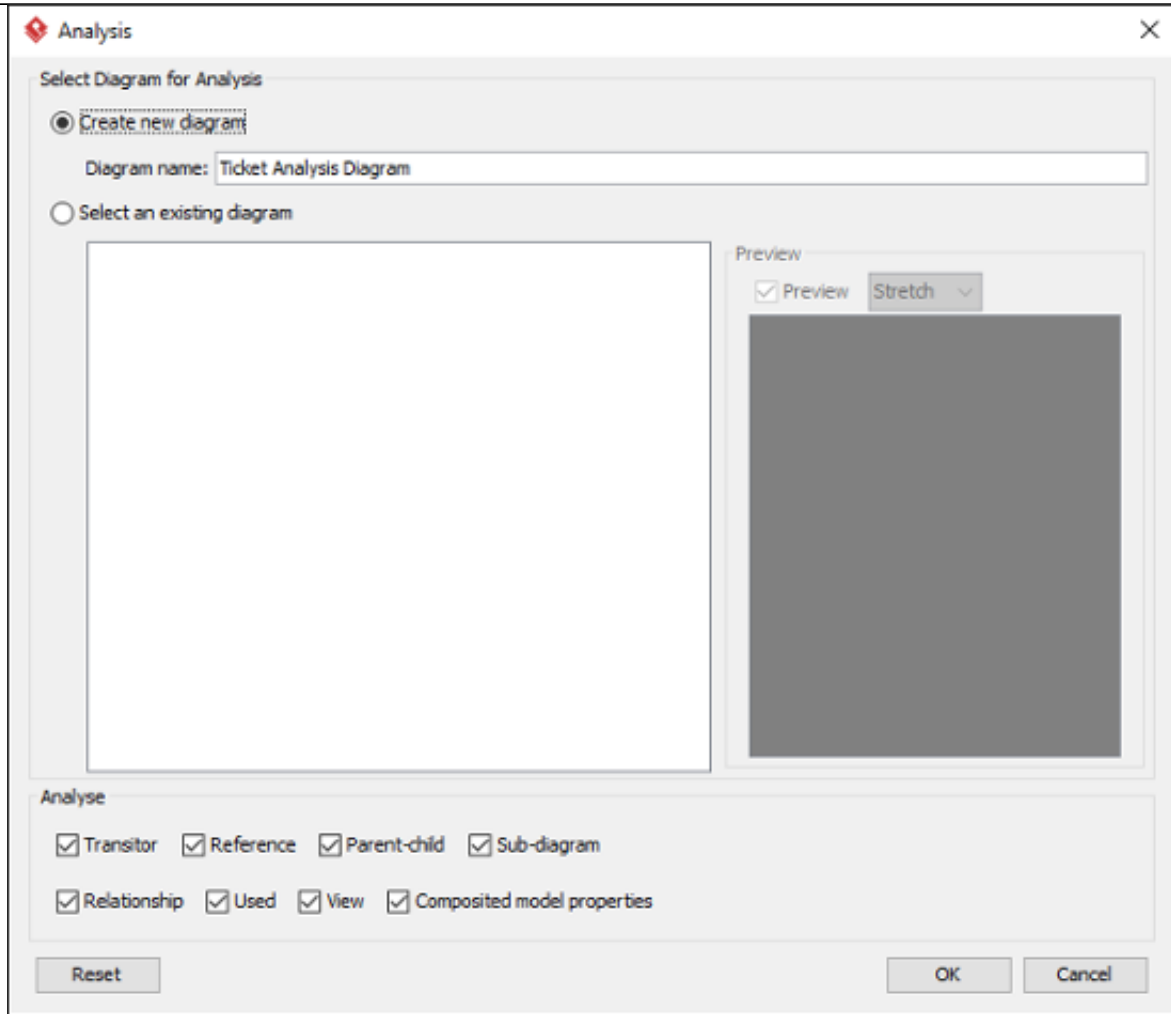 Analysis
Select Diagram for Analysis
Create new diagram
Diagram name: Ticket Analysis Diagram
Select an existing diagram
Preview
Preview Stretch
Analyse
Transitor Reference Parent-child Sub-diagram
Relationship Used View Composited model properties
Reset OK Cancel